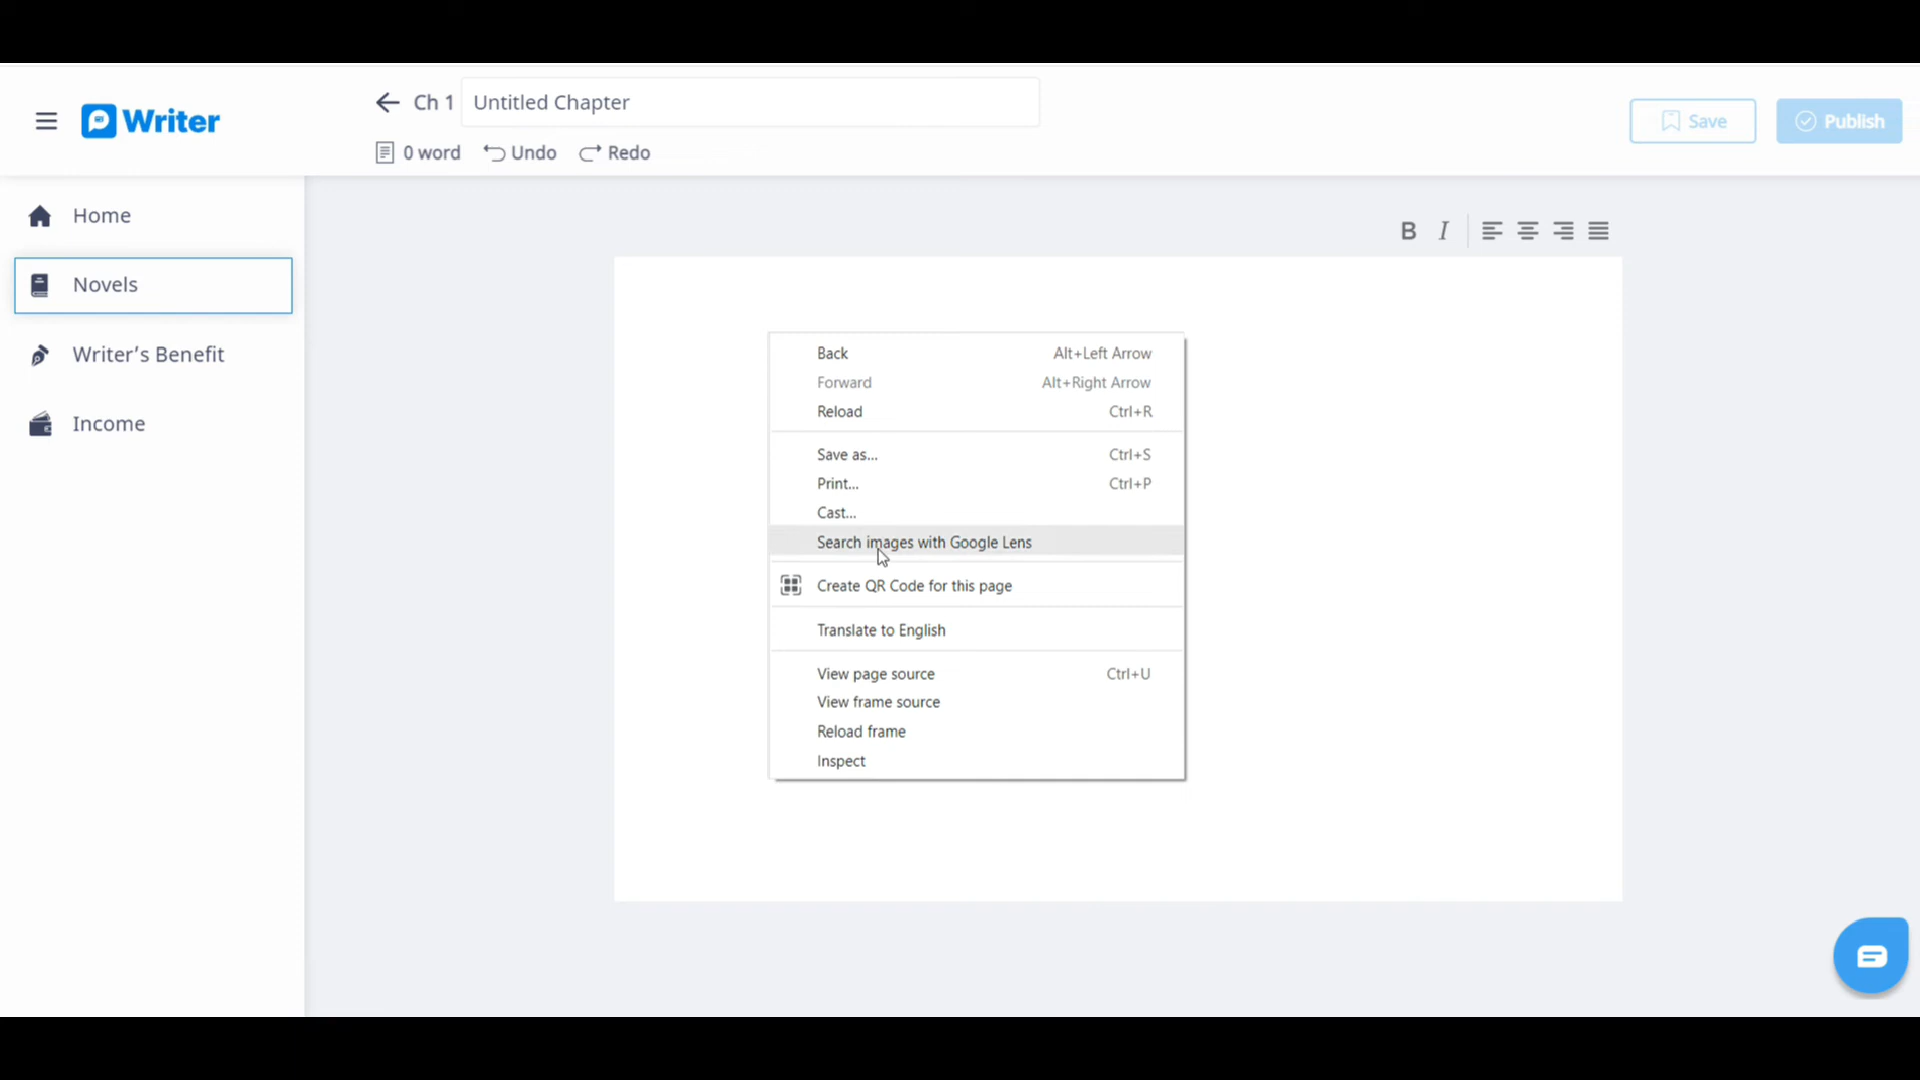 Writer
Ch 1 Untitled Chapter
0 word Undo Redo
Save
Publish
Home
Novels
Writer’s Benefit
Income
B I
Back Alt+Left Arrow
Forward Alt+Right Arrow
Reload Ctrl+R
Save as... Ctrl+S
Print... Ctrl+P
Cast...
Search images with Google Lens
Create QR Code for this page
Translate to English
View page source Ctrl+U
View frame source
Reload frame
Inspect